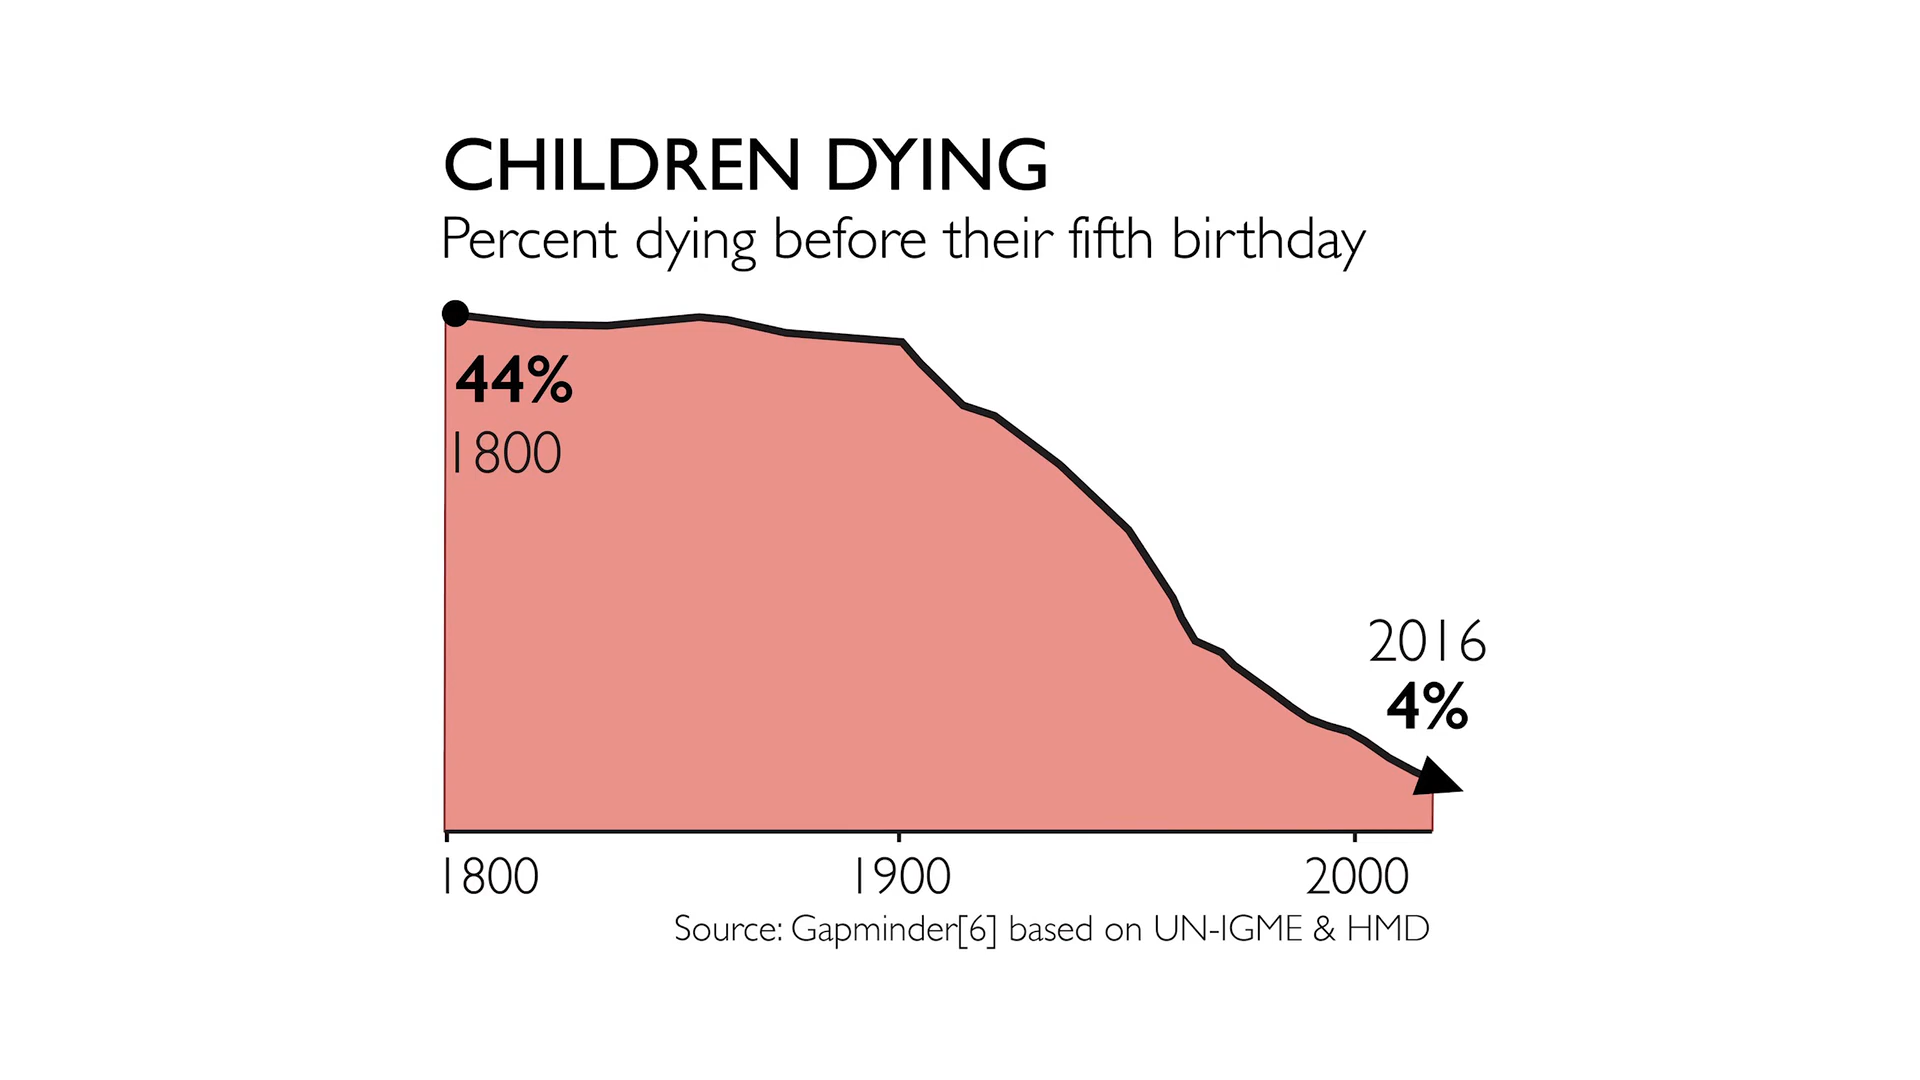 CHILDREN DYING
Percent dying before their fifth birthday
44%
1800
2016
4%
1800 1900 2000
Source: Gapminder[6] based on UN-IGME & HMD